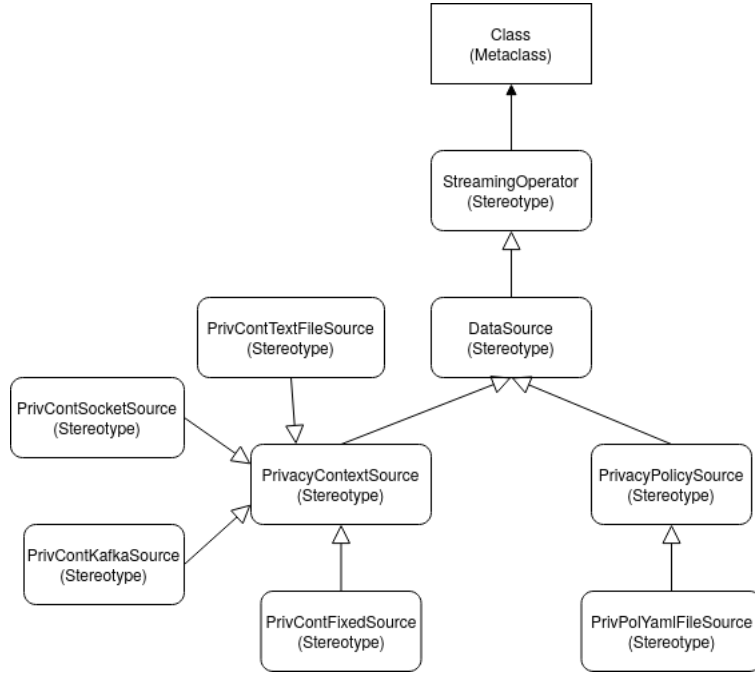 Class
(Metaclass)
StreamingOperator
(Stereotype)
PrivContTextFileSource
(Stereotype)
DataSource
(Stereotype)
PrivContSocketSource
(Stereotype)
PrivacyContextSource
(Stereotype)
PrivacyPolicySource
(Stereotype)
PrivContKafkaSource
(Stereotype)
PrivContFixedSource
(Stereotype)
PrivPolYamlFileSource
(Stereotype)